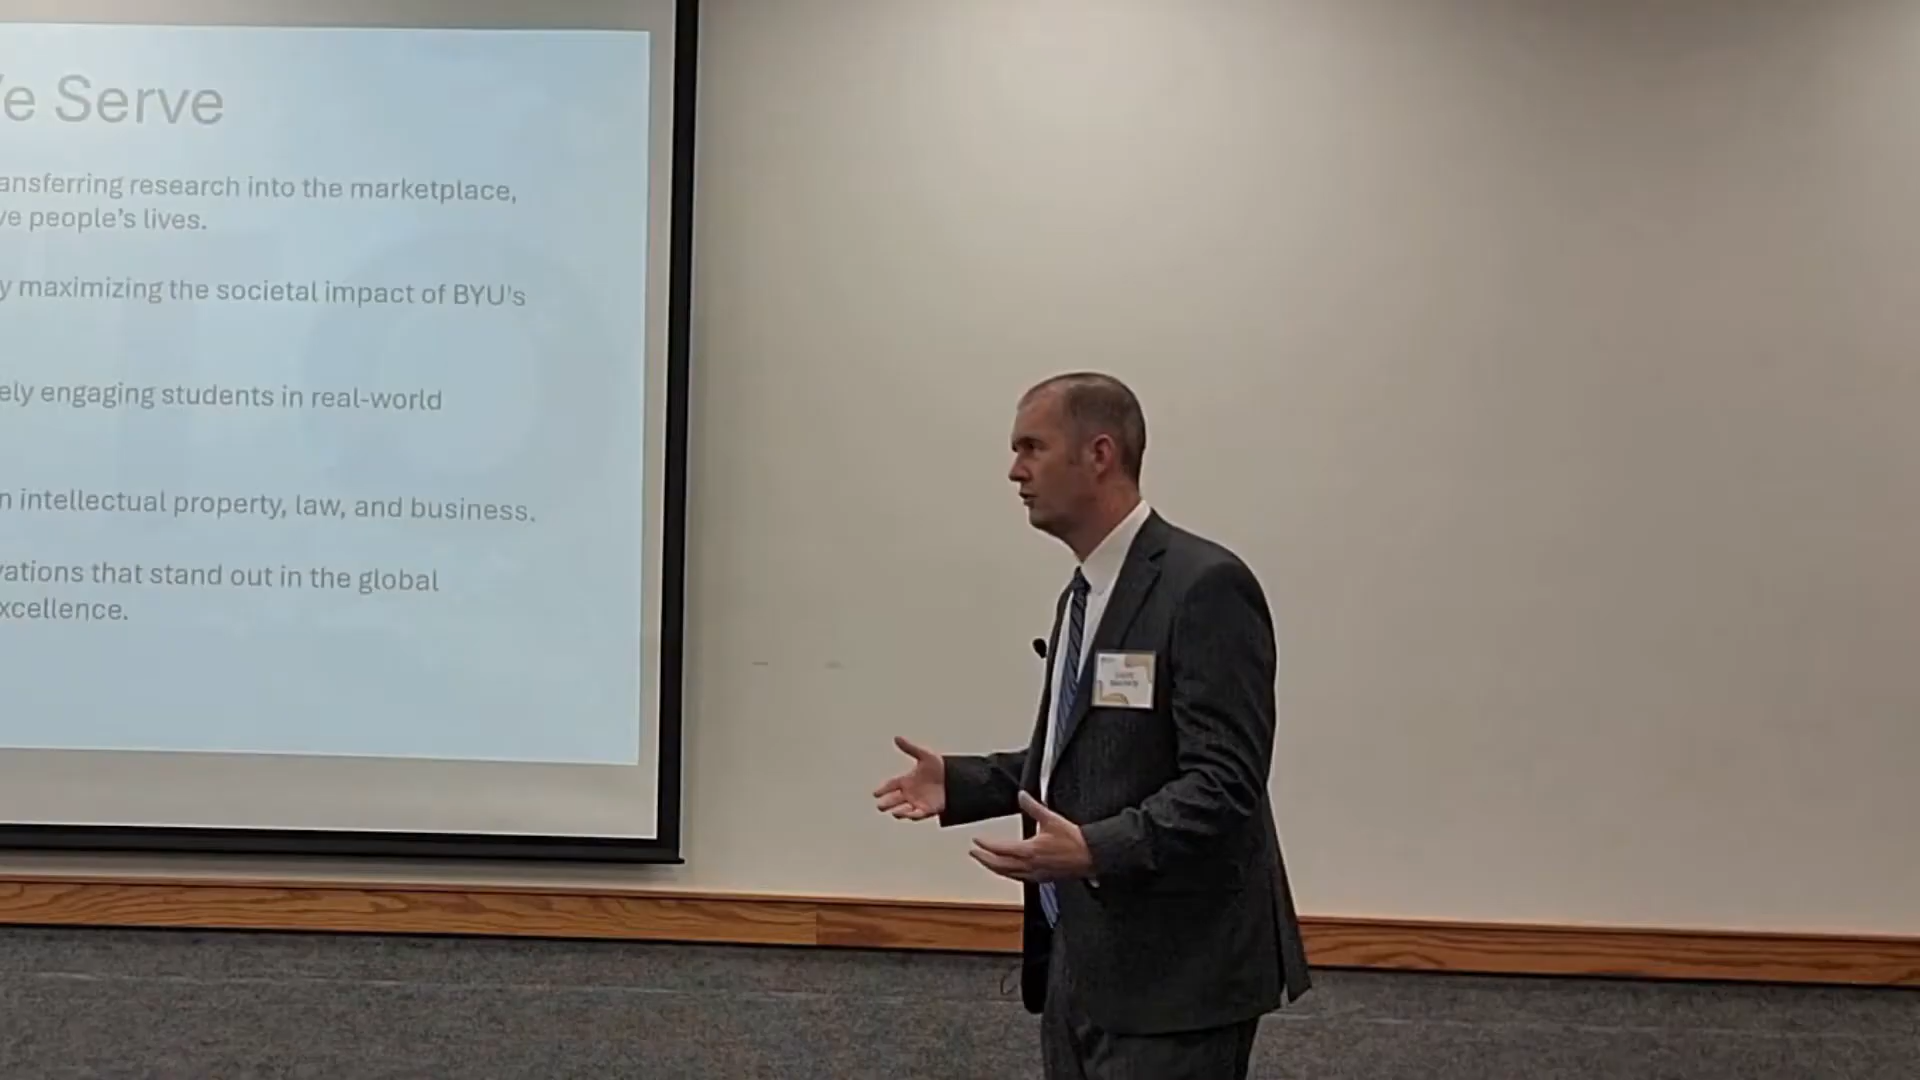 e Serve
ansferring research into the marketplace,
ve people's lives.
y maximizing the societal impact of BYU's
ely engaging students in real-world
n intellectual property, law, and business.
vations that stand out in the global
xcellence.